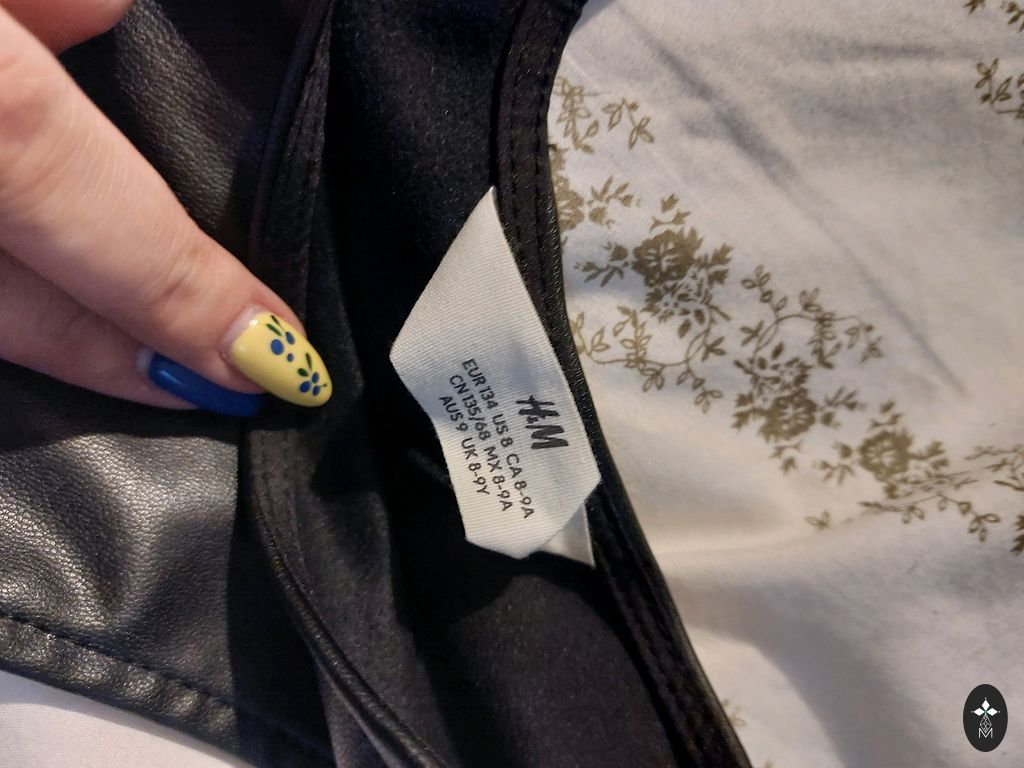 H&M
EUR 134 US 8 CA 8-9A
CN 135/68 MX 8-9A
AUS 9 UK 8-9Y
M